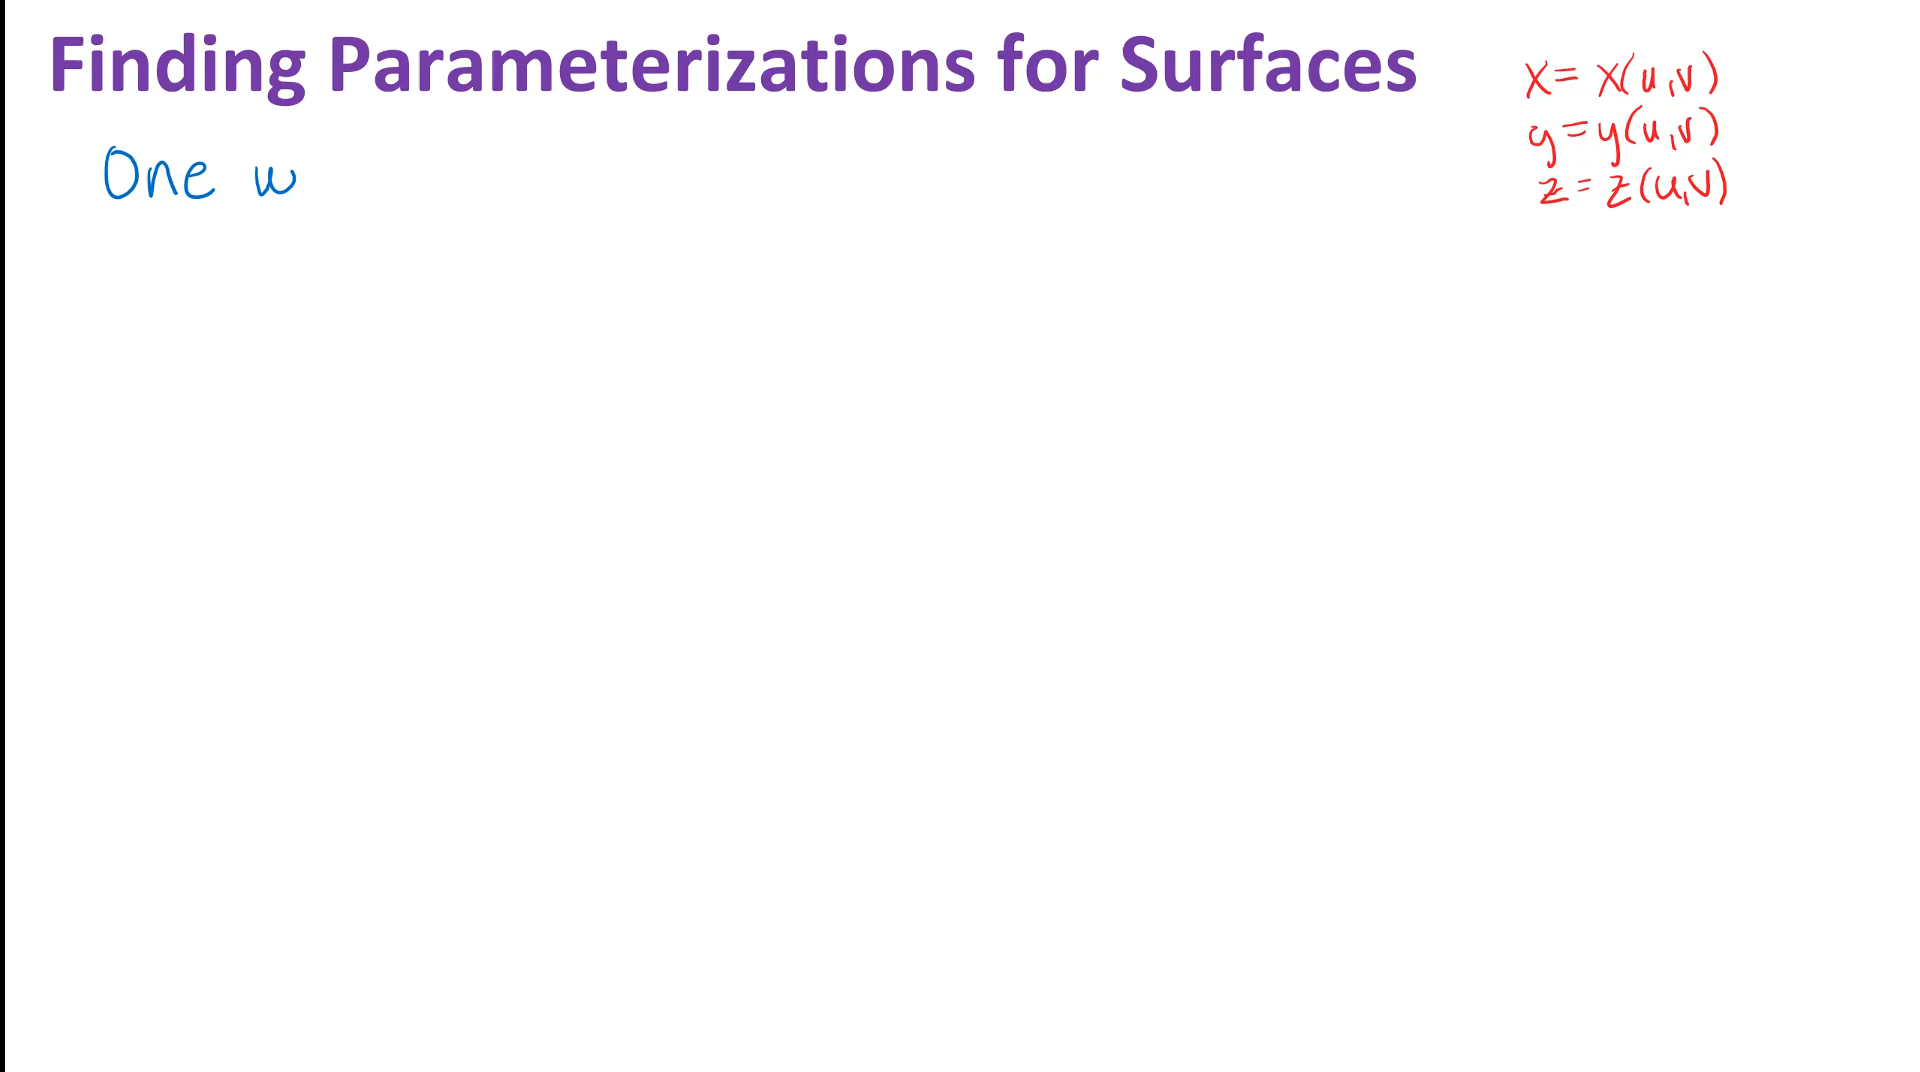 Finding Parameterizations for Surfaces
x = x(u,v)
y = y(u,v)
z = z(u,v)
One w